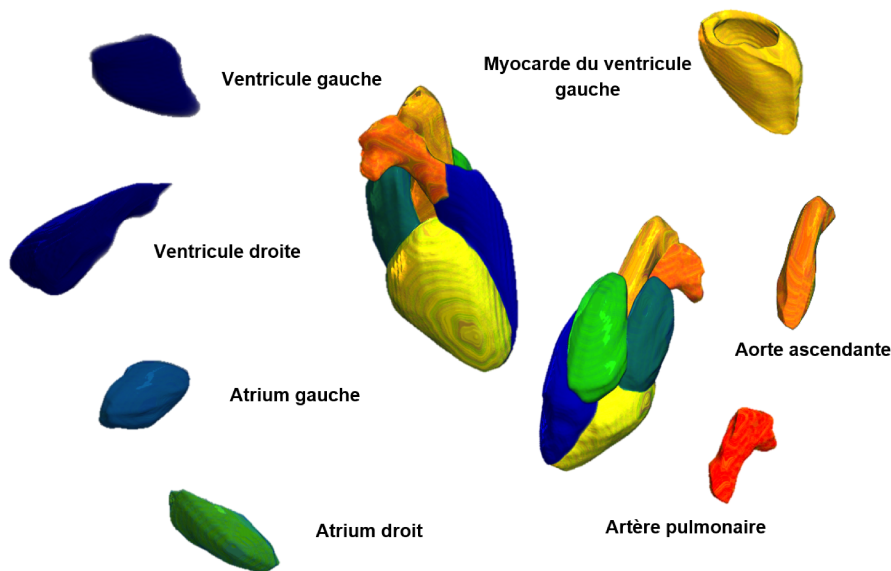 Ventricule gauche
Myocarde du ventricule
gauche
Ventricule droite
Aorte ascendante
Atrium gauche
Artère pulmonaire
Atrium droit